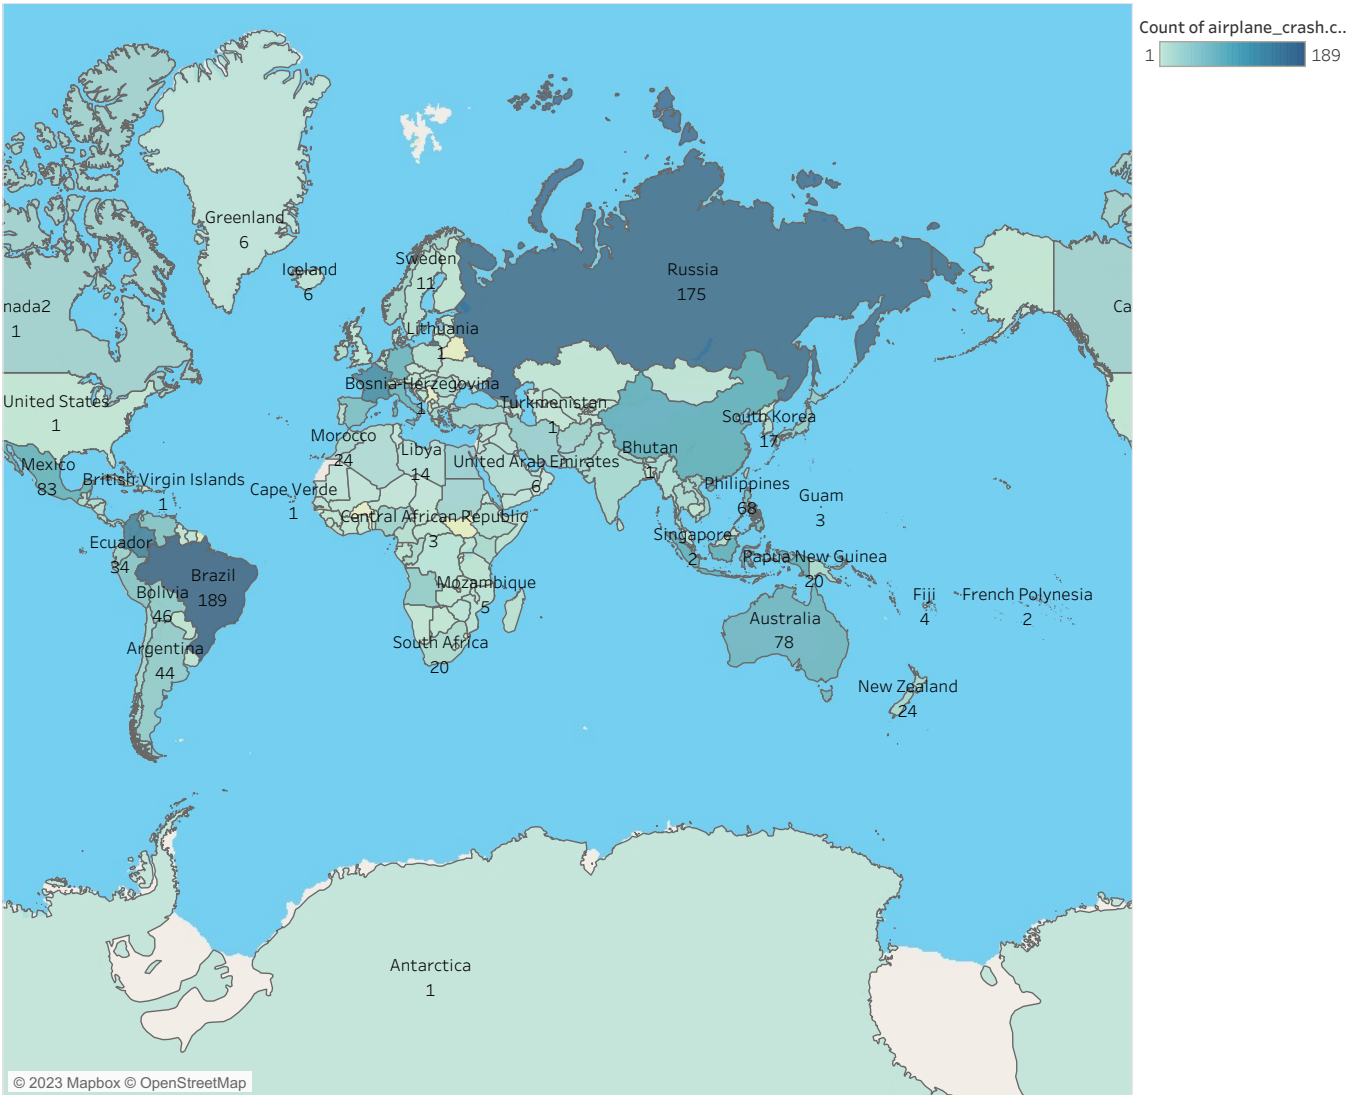 Count of airplane_crash.c..
1
189
Greenland
6
Iceland
6
Sweden
11
Russia
175
nada2
1
Ca
Lithuania
1
Bosnia-Herzegovina
1
United States
1
Turkmenistan
1
South Korea
17
Morocco
24
Libya
14
Bhutan
1
United Arab Emirates
6
Mexico
83
British Virgin Islands
1
Cape Verde
1
Philippines
68
Guam
3
Central African Republic
3
Singapore
2
Ecuador
34
Papua New Guinea
20
Brazil
189
Bolivia
46
Mozambique
5
Fiji
4
French Polynesia
2
Australia
78
Argentina
44
South Africa
20
New Zealand
24
Antarctica
1
© 2023 Mapbox © OpenStreetMap